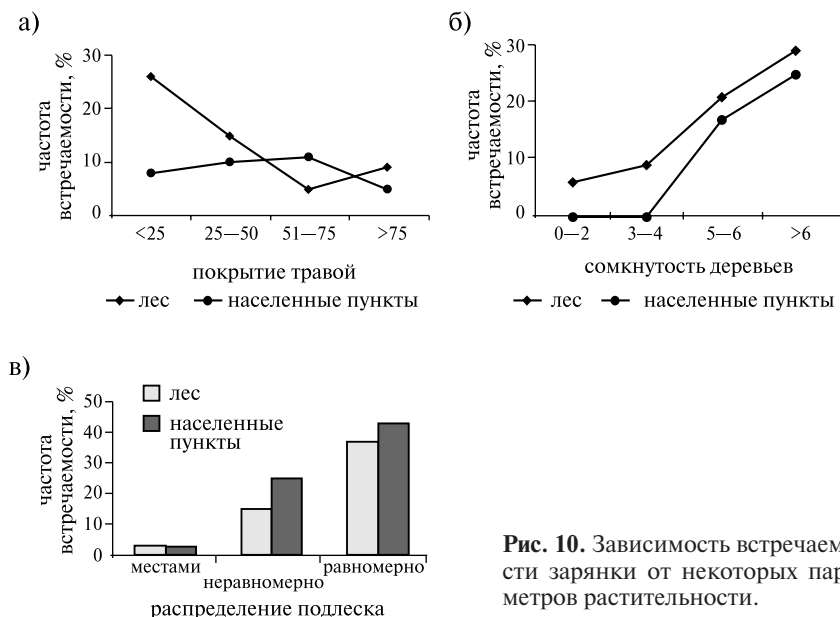 а)
30
20
10
0
частота
встречаемости, %
<25 25—50 51—75 >75
покрытие травой
лес населенные пункты
б)
30
20
10
0
частота
встречаемости, %
0—2 3—4 5—6 >6
сомкнутость деревьев
лес населенные пункты
в)
50
40
30
20
10
0
частота
встречаемости, %
лес
населенные
пункты
местами неравномерно равномерно
распределение подлеска
Рис. 10. Зависимость встречаем
сти зарянки от некоторых пар
метров растительности.